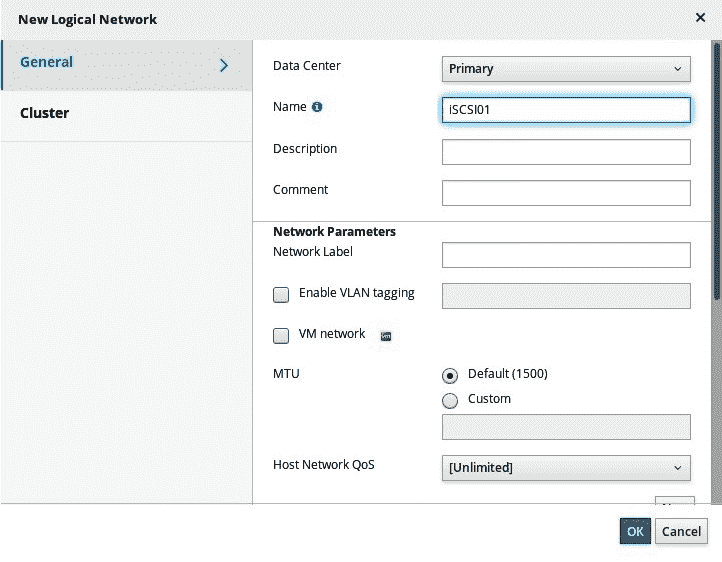 New Logical Network
General
Cluster
Data Center
Primary
Name
iSCSI01
Description
Comment
Network Parameters
Network Label
Enable VLAN tagging
VM network
vm
MTU
Default (1500)
Custom
Host Network QoS
[Unlimited]
OK
Cancel